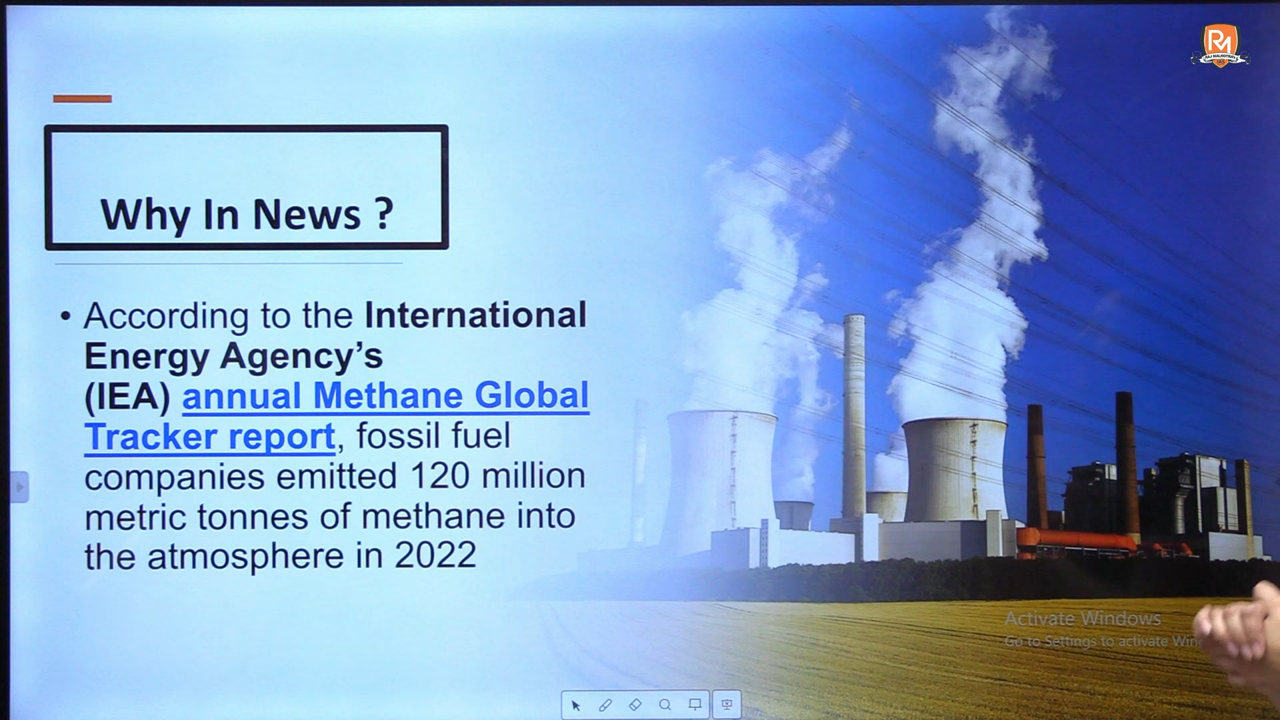 Why In News ?
• According to the International
Energy Agency’s
(IEA) annual Methane Global
Tracker report, fossil fuel
companies emitted 120 million
metric tonnes of methane into
the atmosphere in 2022
Activate Windows
Go to Settings to activate Win